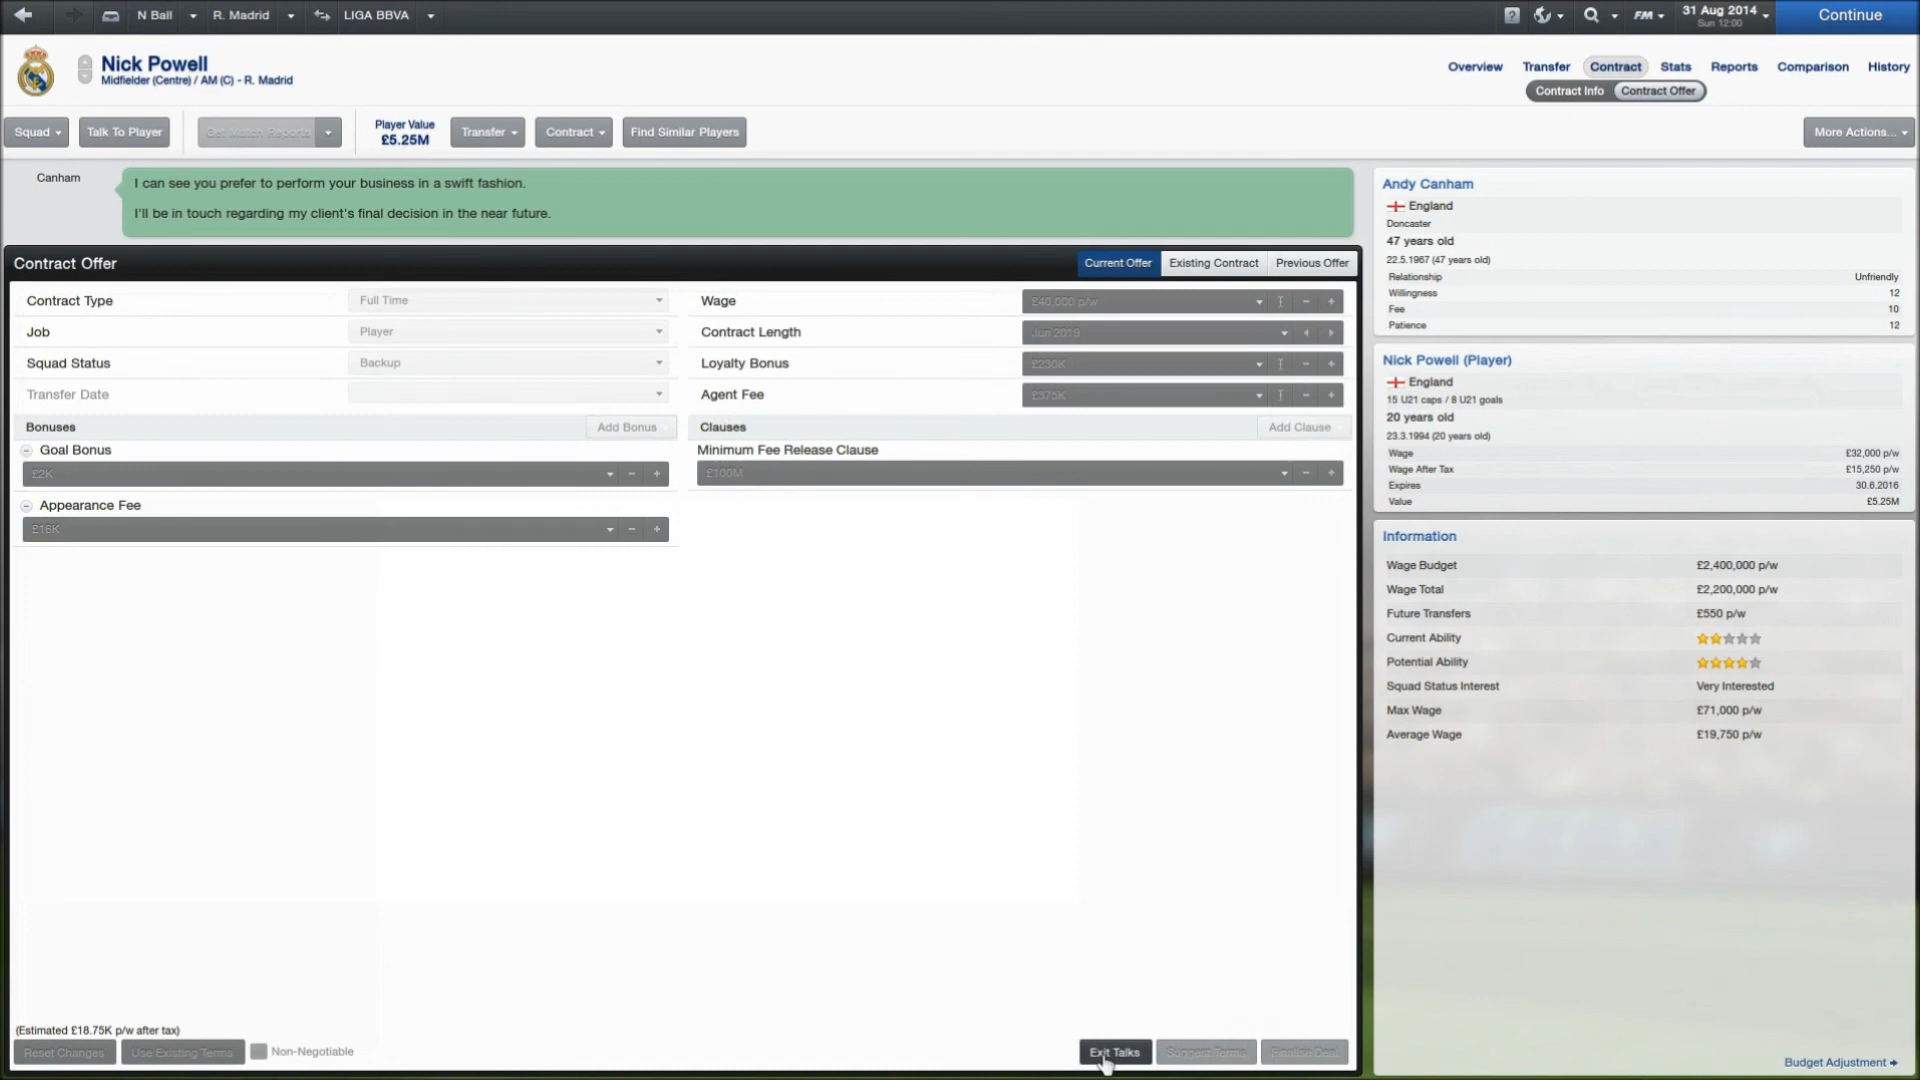 N Ball
R. Madrid
LIGA BBVA
?
FM
31 Aug 2014
Sun 12:00
Continue
Nick Powell
Midfielder (Centre) / AM (C) - R. Madrid
Overview
Transfer
Contract
Stats
Reports
Comparison
History
Contract Info
Contract Offer
Squad
Talk To Player
Get Match Reports
Player Value
£5.25M
Transfer
Contract
Find Similar Players
More Actions...
Canham
I can see you prefer to perform your business in a swift fashion.
I'll be in touch regarding my client's final decision in the near future.
Contract Offer
Current Offer
Existing Contract
Previous Offer
Contract Type
Full Time
Job
Player
Squad Status
Backup
Transfer Date
Wage
£40,000 p/w
Contract Length
Jun 2019
Loyalty Bonus
£230K
Agent Fee
£375K
Bonuses
Add Bonus
Goal Bonus
£2K
Appearance Fee
£16K
Clauses
Add Clause
Minimum Fee Release Clause
£100M
(Estimated £18.75K p/w after tax)
Reset Changes
Use Existing Terms
Non-Negotiable
Exit Talks
Suggest Terms
Finalise Deal
Andy Canham
England
Doncaster
47 years old
22.5.1967 (47 years old)
Relationship Unfriendly
Willingness 12
Fee 10
Patience 12
Nick Powell (Player)
England
15 U21 caps / 8 U21 goals
20 years old
23.3.1994 (20 years old)
Wage £32,000 p/w
Wage After Tax £15,250 p/w
Expires 30.6.2016
Value £5.25M
Information
Wage Budget £2,400,000 p/w
Wage Total £2,200,000 p/w
Future Transfers £550 p/w
Current Ability
Potential Ability
Squad Status Interest Very Interested
Max Wage £71,000 p/w
Average Wage £19,750 p/w
Budget Adjustment